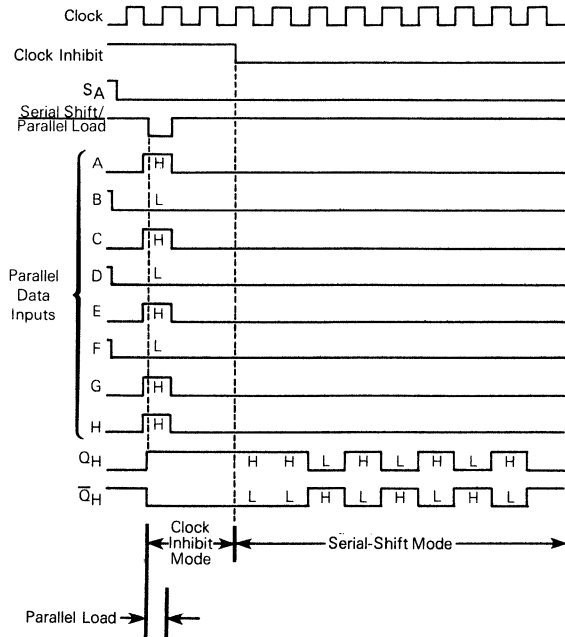 Clock
Clock Inhibit
SA
Serial Shift/
Parallel Load
A H
B L
C H
D L
E H
F L
G H
H H
Parallel
Data
Inputs
QH H H L H L H L H
Q̅H L L H L H L H L
Clock
Inhibit
Mode
Serial-Shift Mode
Parallel Load